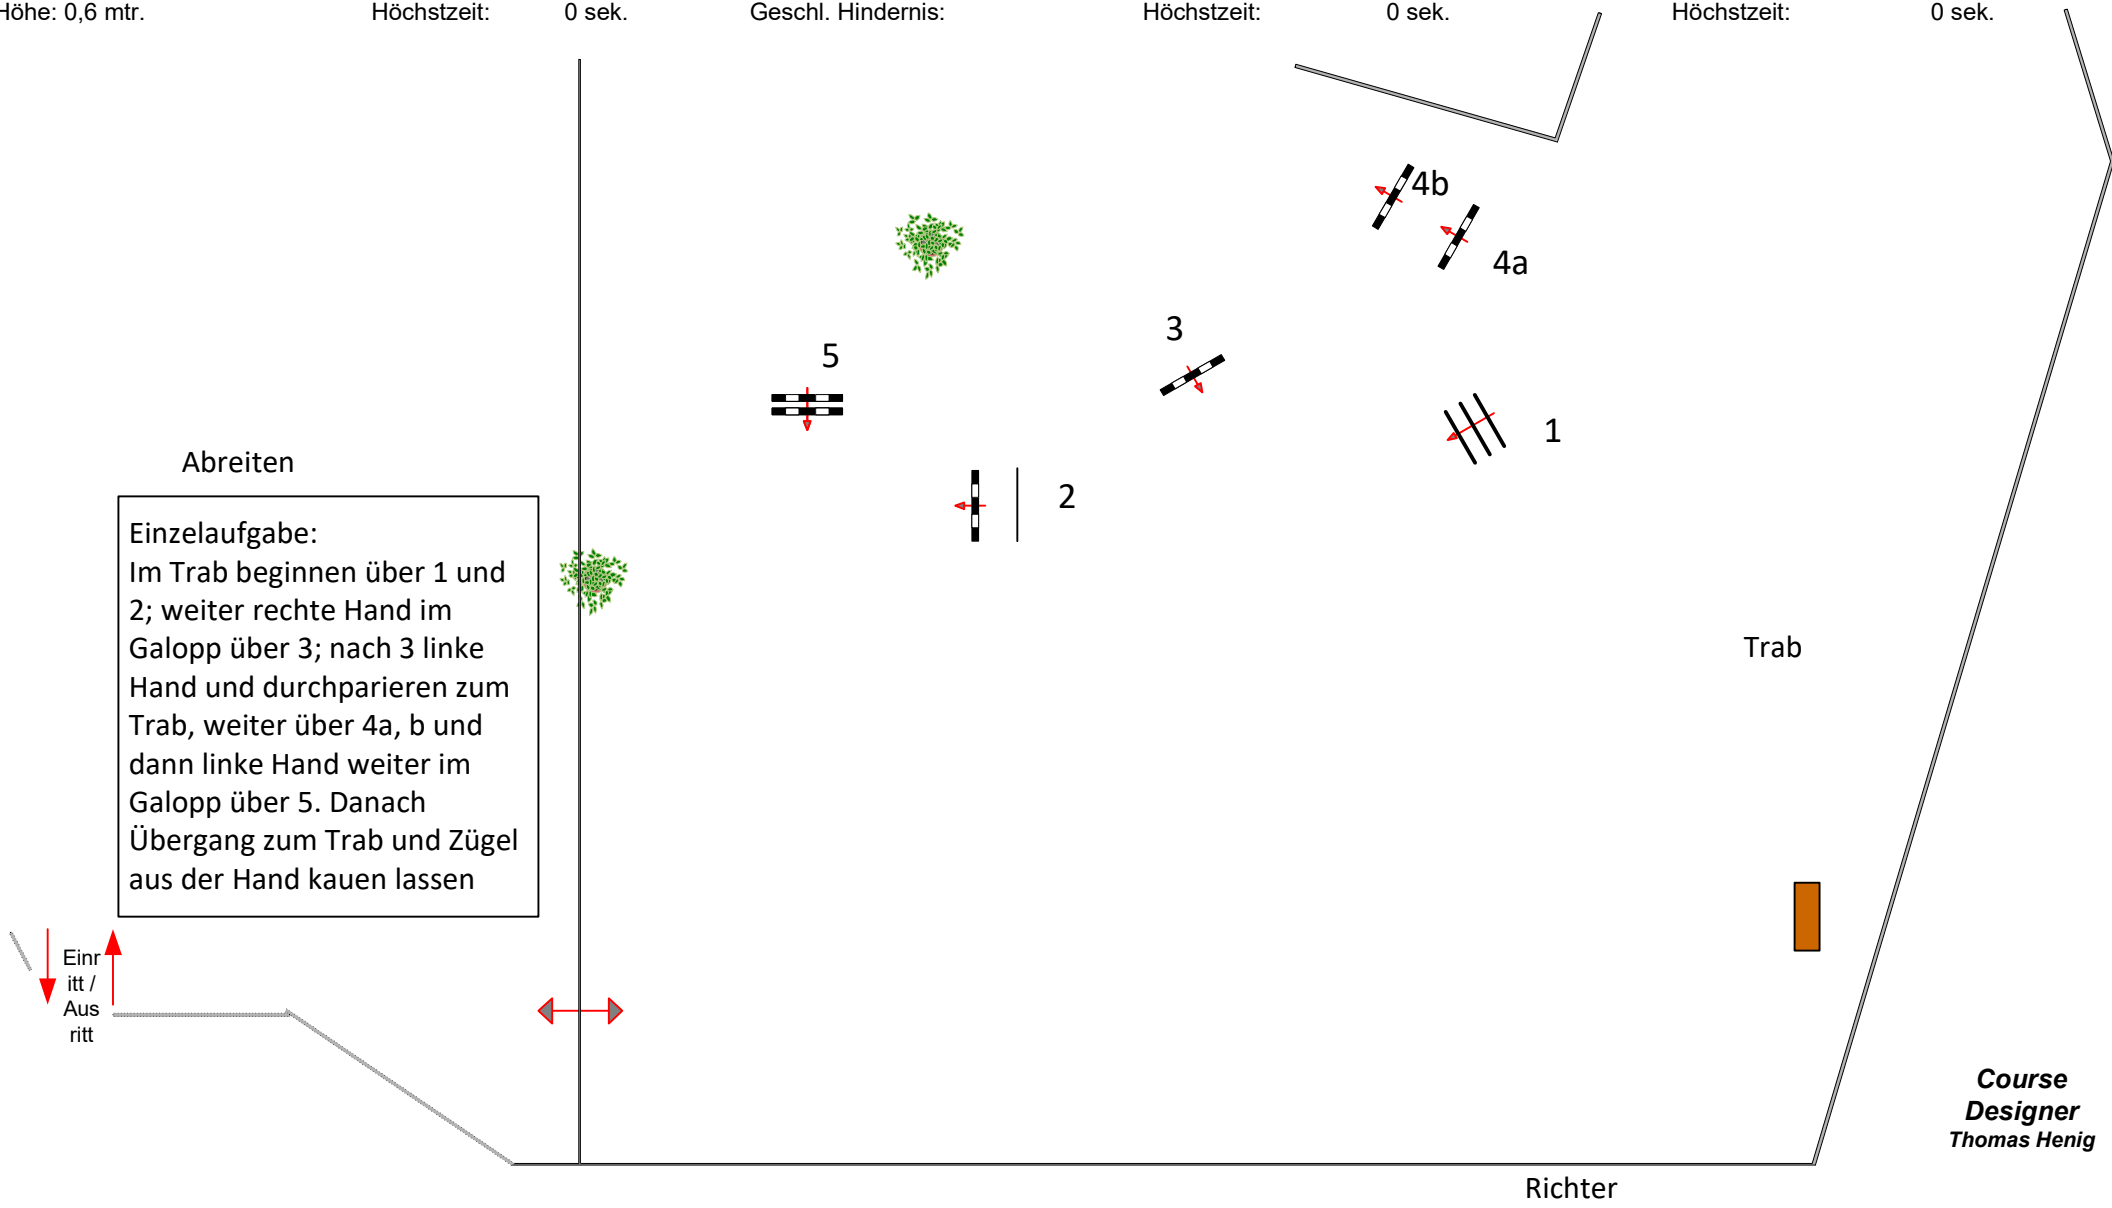 Höhe: 0,6 mtr. Höchstzeit: 0 sek. Geschl. Hindernis: Höchstzeit: 0 sek. Höchstzeit: 0 sek.
4b
4a
3
5
1
Abreiten
2
Einzelaufgabe:
Im Trab beginnen über 1 und
2; weiter rechte Hand im
Galopp über 3; nach 3 linke
Hand und durchparieren zum
Trab, weiter über 4a, b und
dann linke Hand weiter im
Galopp über 5. Danach
Übergang zum Trab und Zügel
aus der Hand kauen lassen
Trab
Einr
itt /
Aus
ritt
Course
Designer
Thomas Henig
Richter